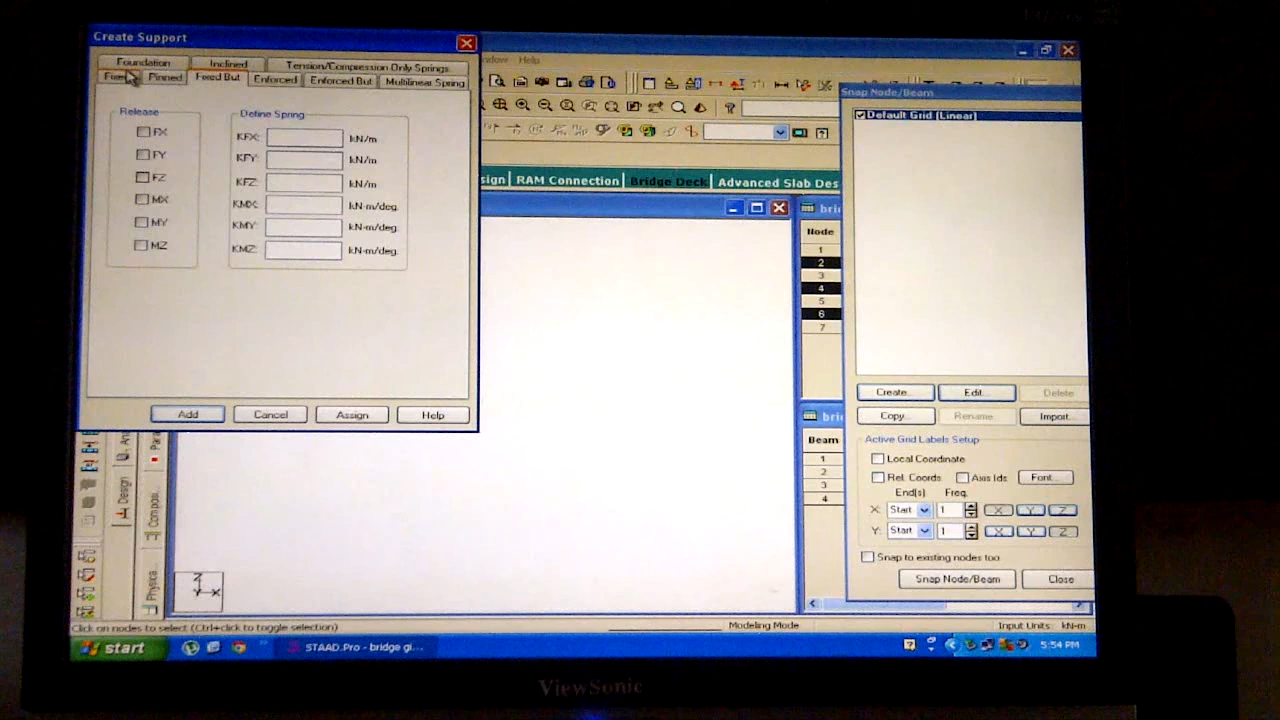 Create Support
Foundation Inclined Tension/Compression Only Springs
Fixed Pinned Fixed But Enforced Enforced But Multilinear Spring
Release Define Spring
FX KFX: kN/m
FY KFY: kN/m
FZ KFZ: kN/m
MX KMX: kN-m/deg.
MY KMY: kN-m/deg.
MZ KMZ: kN-m/deg.
Add Cancel Assign Help
Help
RAM Connection Bridge Deck Advanced Slab Des
Node
1
2
3
4
5
6
7
Beam
1
2
3
4
Snap Node/Beam
Default Grid (Linear)
Create... Edit... Delete
Copy... Rename... Import...
Active Grid Labels Setup
Local Coordinate
Rel. Coords Axis Ids Font...
End(s) Freq.
X: Start 1 X Y Z
Y: Start 1 X Y Z
Snap to existing nodes too
Snap Node/Beam Close
Design
Z
Y X
Click on nodes to select (Ctrl+click to toggle selection) Modeling Mode Input Units: kN-m
start STAAD.Pro - bridge gi... 5:54 PM
ViewSonic